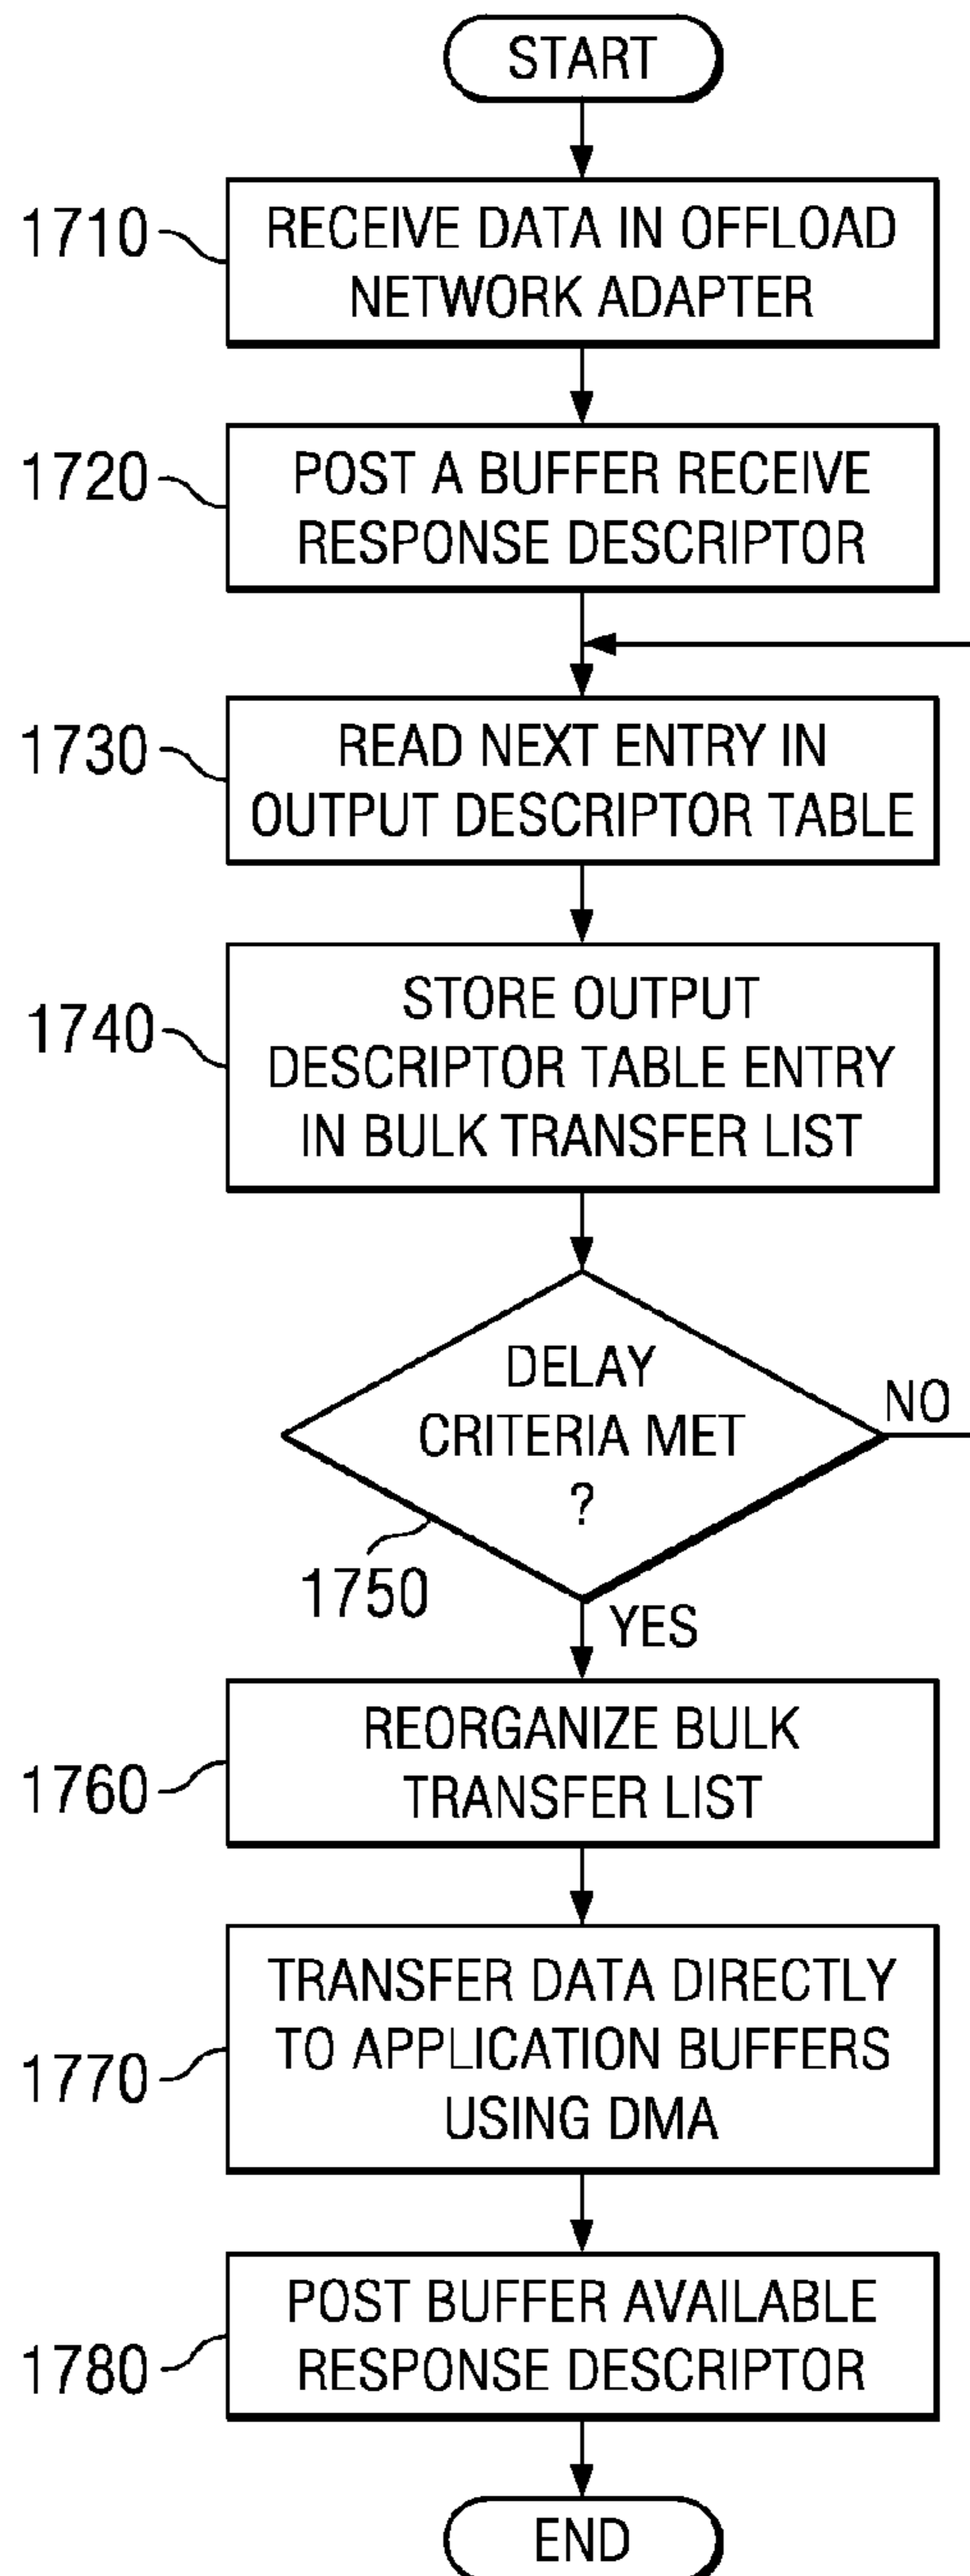 START
1710
RECEIVE DATA IN OFFLOAD
NETWORK ADAPTER
1720
POST A BUFFER RECEIVE
RESPONSE DESCRIPTOR
1730
READ NEXT ENTRY IN
OUTPUT DESCRIPTOR TABLE
1740
STORE OUTPUT
DESCRIPTOR TABLE ENTRY
IN BULK TRANSFER LIST
DELAY
CRITERIA MET
?
NO
1750
YES
1760
REORGANIZE BULK
TRANSFER LIST
1770
TRANSFER DATA DIRECTLY
TO APPLICATION BUFFERS
USING DMA
1780
POST BUFFER AVAILABLE
RESPONSE DESCRIPTOR
END